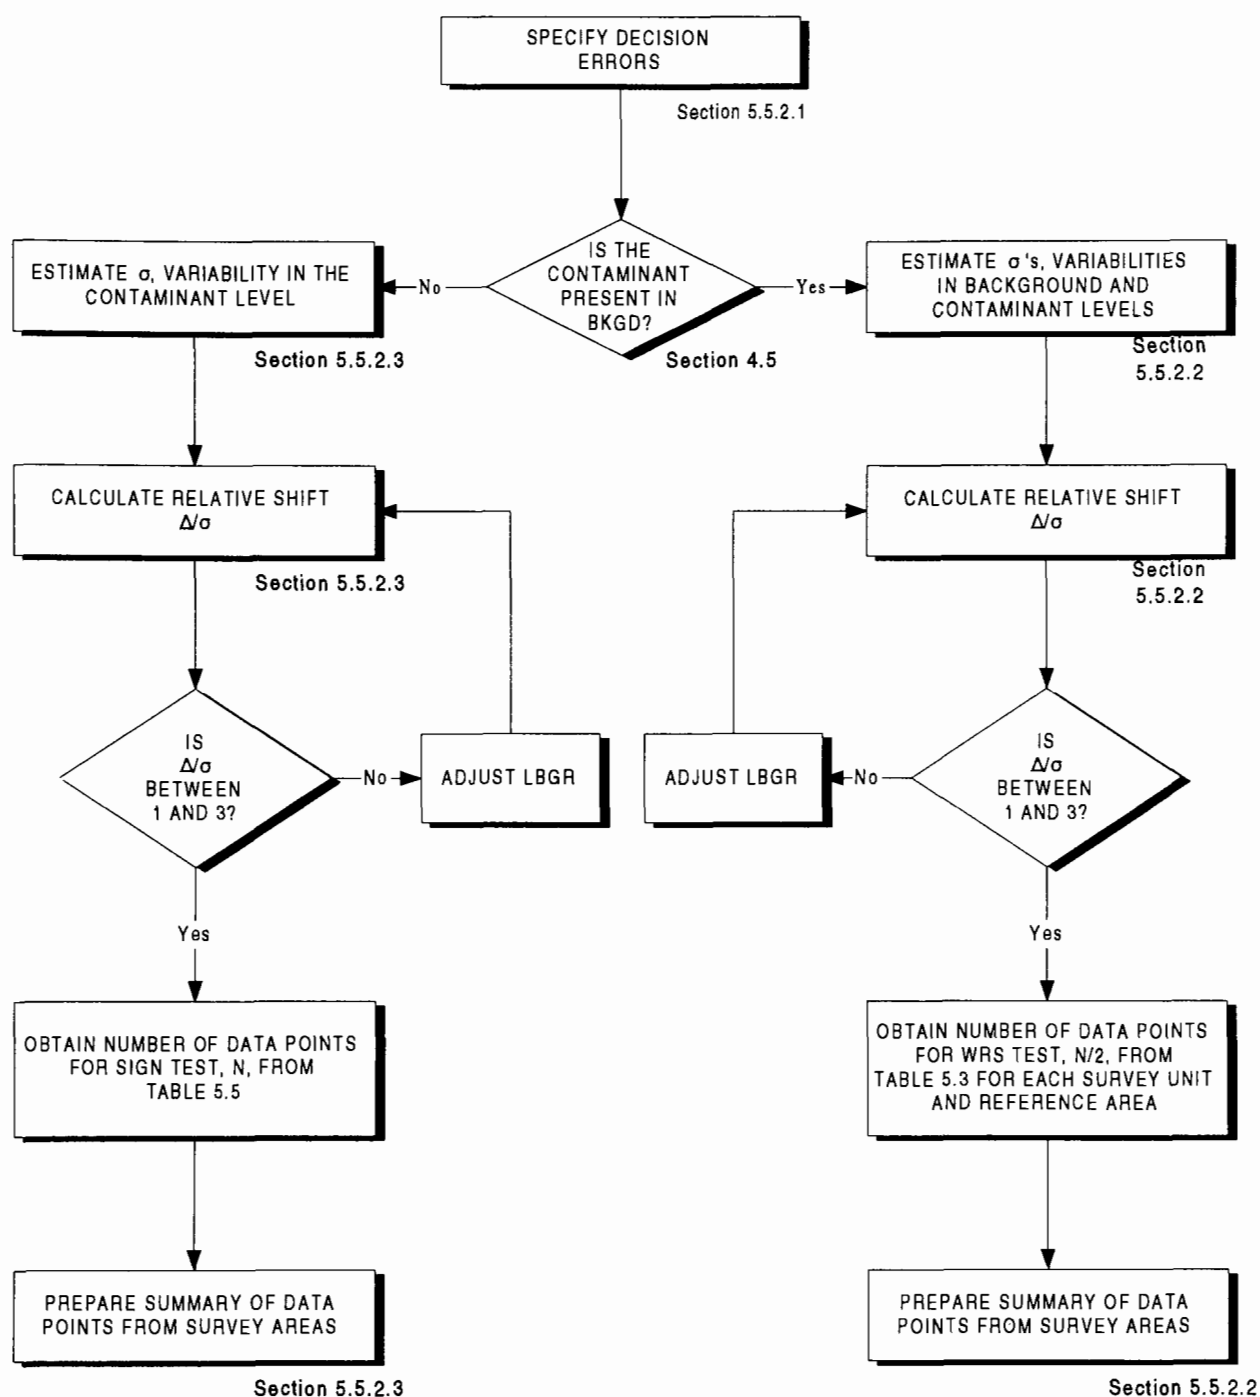 SPECIFY DECISION
ERRORS
Section 5.5.2.1
IS THE
CONTAMINANT
PRESENT IN
BKGD?
Section 4.5
No
Yes
ESTIMATE σ, VARIABILITY IN THE
CONTAMINANT LEVEL
Section 5.5.2.3
ESTIMATE σ's, VARIABILITIES
IN BACKGROUND AND
CONTAMINANT LEVELS
Section
5.5.2.2
CALCULATE RELATIVE SHIFT
Δ/σ
Section 5.5.2.3
CALCULATE RELATIVE SHIFT
Δ/σ
Section
5.5.2.2
IS
Δ/σ
BETWEEN
1 AND 3?
No
ADJUST LBGR
ADJUST LBGR
No
IS
Δ/σ
BETWEEN
1 AND 3?
Yes
Yes
OBTAIN NUMBER OF DATA POINTS
FOR SIGN TEST, N, FROM
TABLE 5.5
OBTAIN NUMBER OF DATA POINTS
FOR WRS TEST, N/2, FROM
TABLE 5.3 FOR EACH SURVEY UNIT
AND REFERENCE AREA
PREPARE SUMMARY OF DATA
POINTS FROM SURVEY AREAS
Section 5.5.2.3
PREPARE SUMMARY OF DATA
POINTS FROM SURVEY AREAS
Section 5.5.2.2